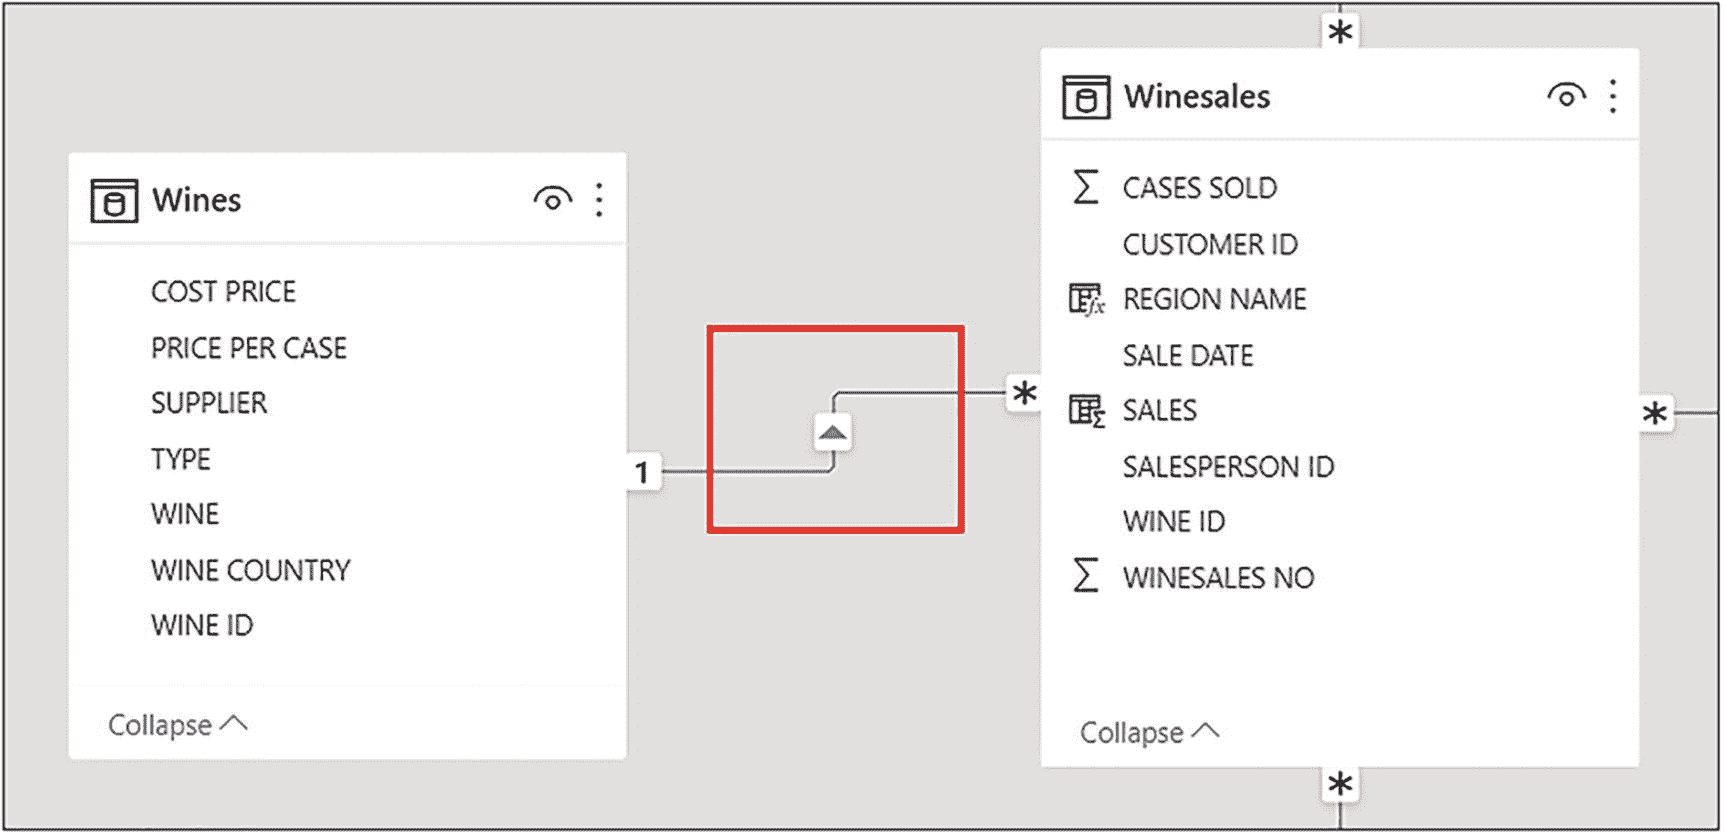 Wines
COST PRICE
PRICE PER CASE
SUPPLIER
TYPE
WINE
WINE COUNTRY
WINE ID
Collapse
1
*
*
Winesales
CASES SOLD
CUSTOMER ID
REGION NAME
SALE DATE
SALES
SALESPERSON ID
WINE ID
WINESALES NO
Collapse
*
*